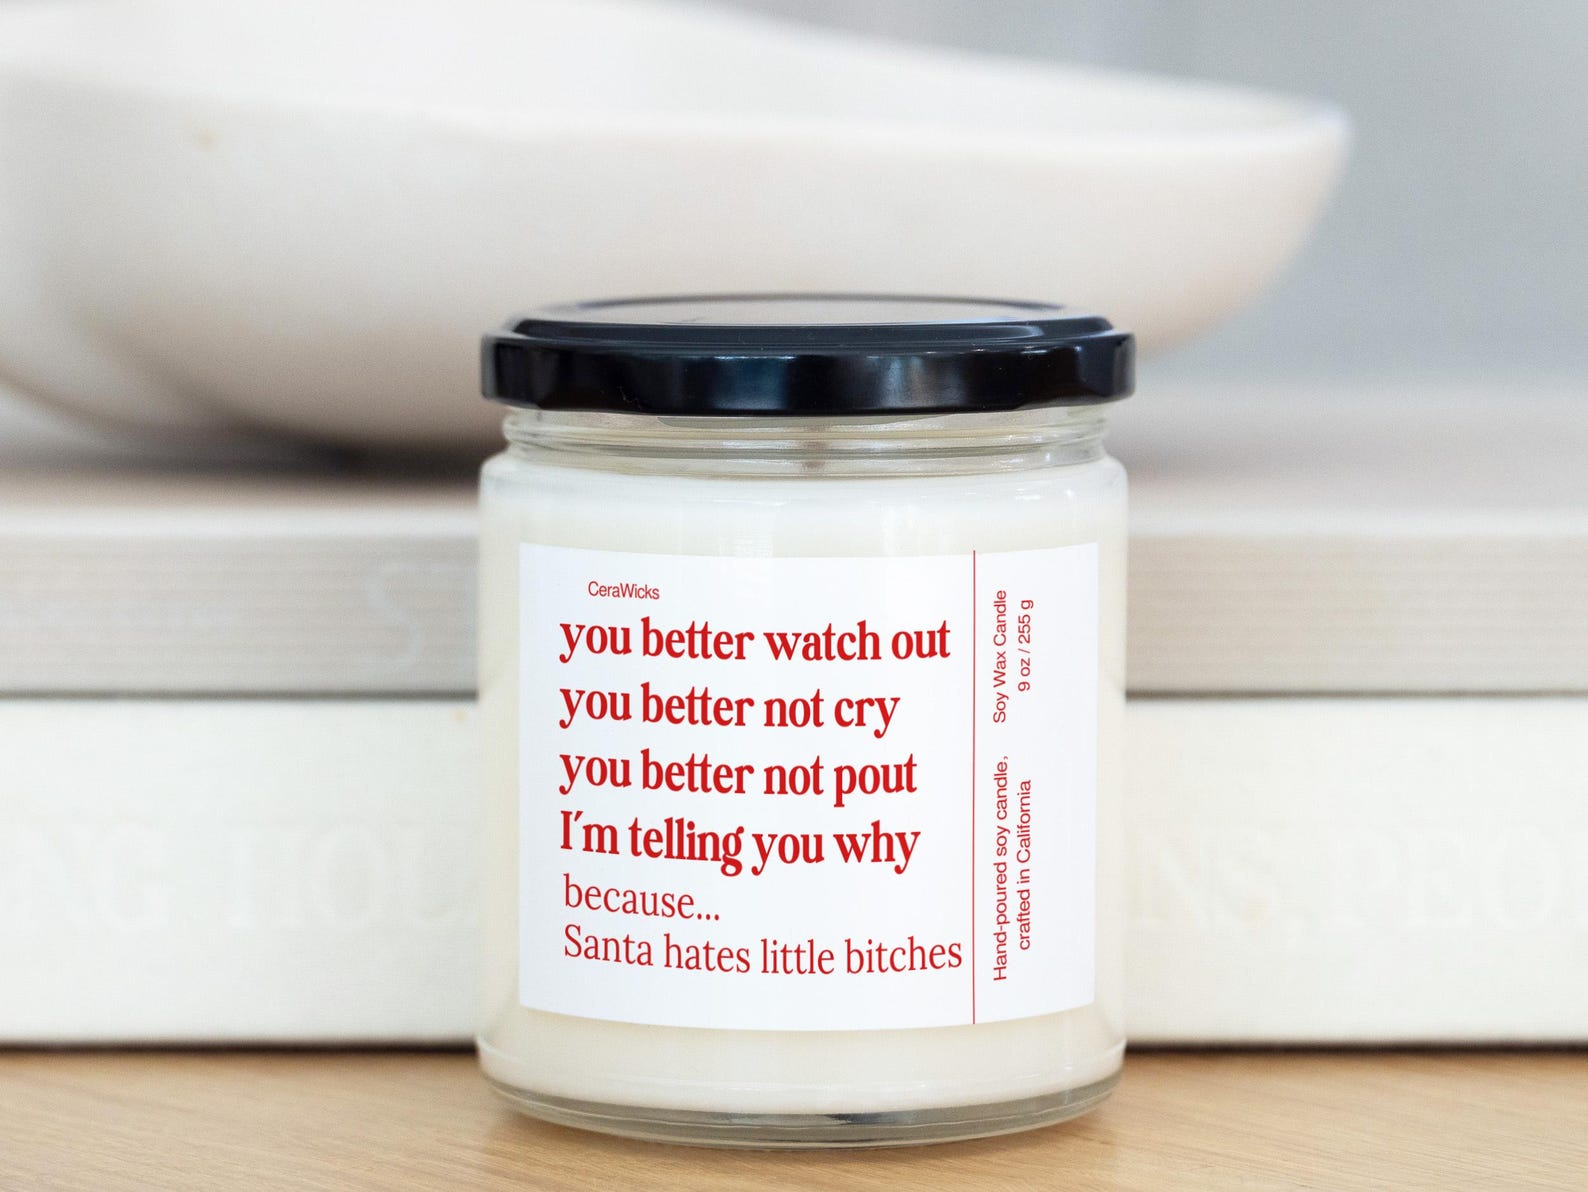 CeraWicks
you better watch out
you better not cry
you better not pout
I´m telling you why
because...
Santa hates little bitches
Soy Wax Candle
9 oz / 255 g
Hand-poured soy candle,
crafted in California